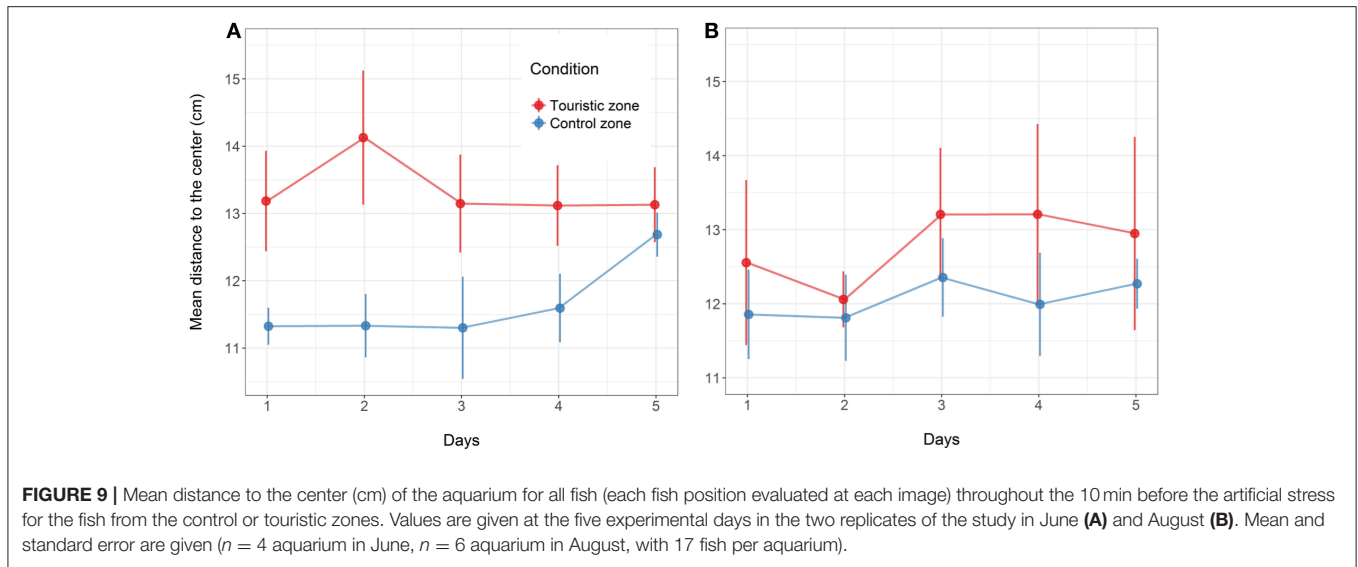 A
B
Condition
Touristic zone
Control zone
Mean distance to the center (cm)
15
14
13
12
11
1 2 3 4 5
Days
15
14
13
12
11
1 2 3 4 5
Days
FIGURE 9 | Mean distance to the center (cm) of the aquarium for all fish (each fish position evaluated at each image) throughout the 10 min before the artificial stress
for the fish from the control or touristic zones. Values are given at the five experimental days in the two replicates of the study in June (A) and August (B). Mean and
standard error are given (n = 4 aquarium in June, n = 6 aquarium in August, with 17 fish per aquarium).